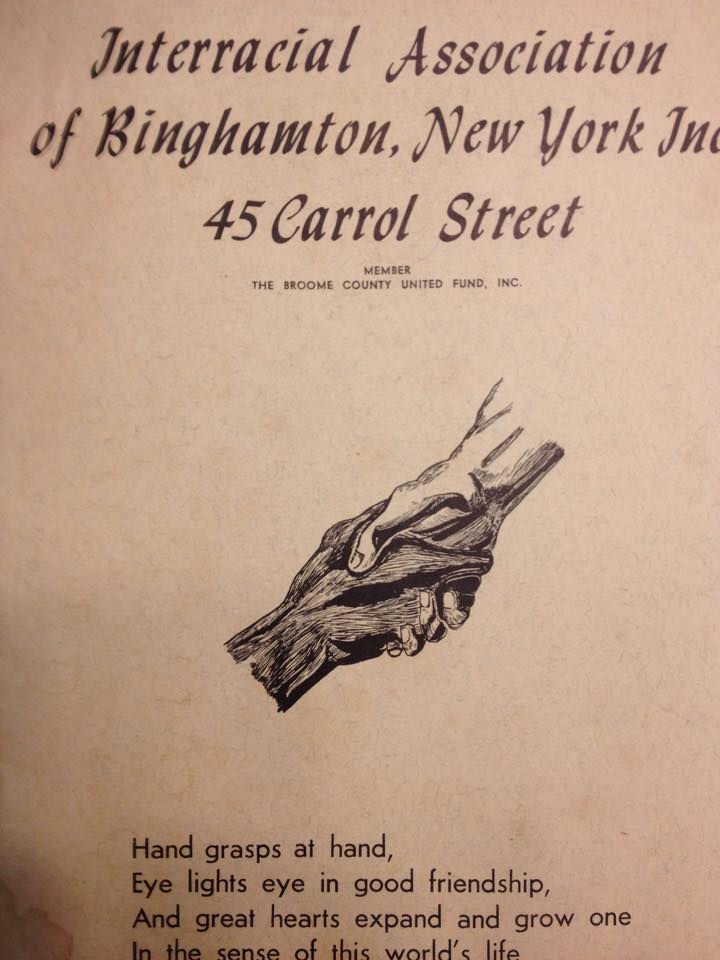 Interracial Association
of Binghamton, New York Inc
45 Carrol Street
MEMBER
THE BROOME COUNTY UNITED FUND, INC.
Hand grasps at hand,
Eye lights eye in good friendship,
And great hearts expand and grow one
In the sense of this world's life